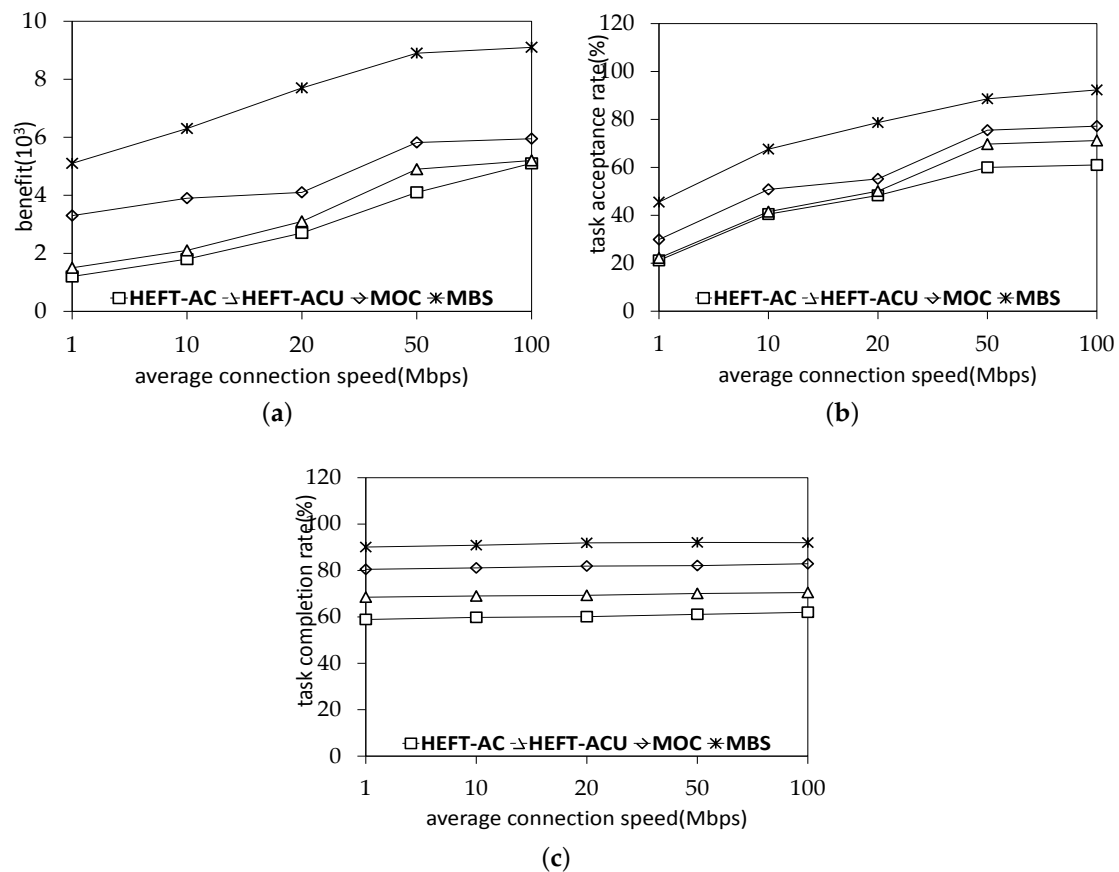 benefit(10³)
10
8
6
4
2
0
HEFT-AC HEFT-ACU MOC MBS
1 10 20 50 100
average connection speed(Mbps)
(a)
task acceptance rate(%)
120
100
80
60
40
20
0
HEFT-AC HEFT-ACU MOC MBS
1 10 20 50 100
average connection speed(Mbps)
(b)
task completion rate(%)
120
100
80
60
40
20
0
HEFT-AC HEFT-ACU MOC MBS
1 10 20 50 100
average connection speed(Mbps)
(c)